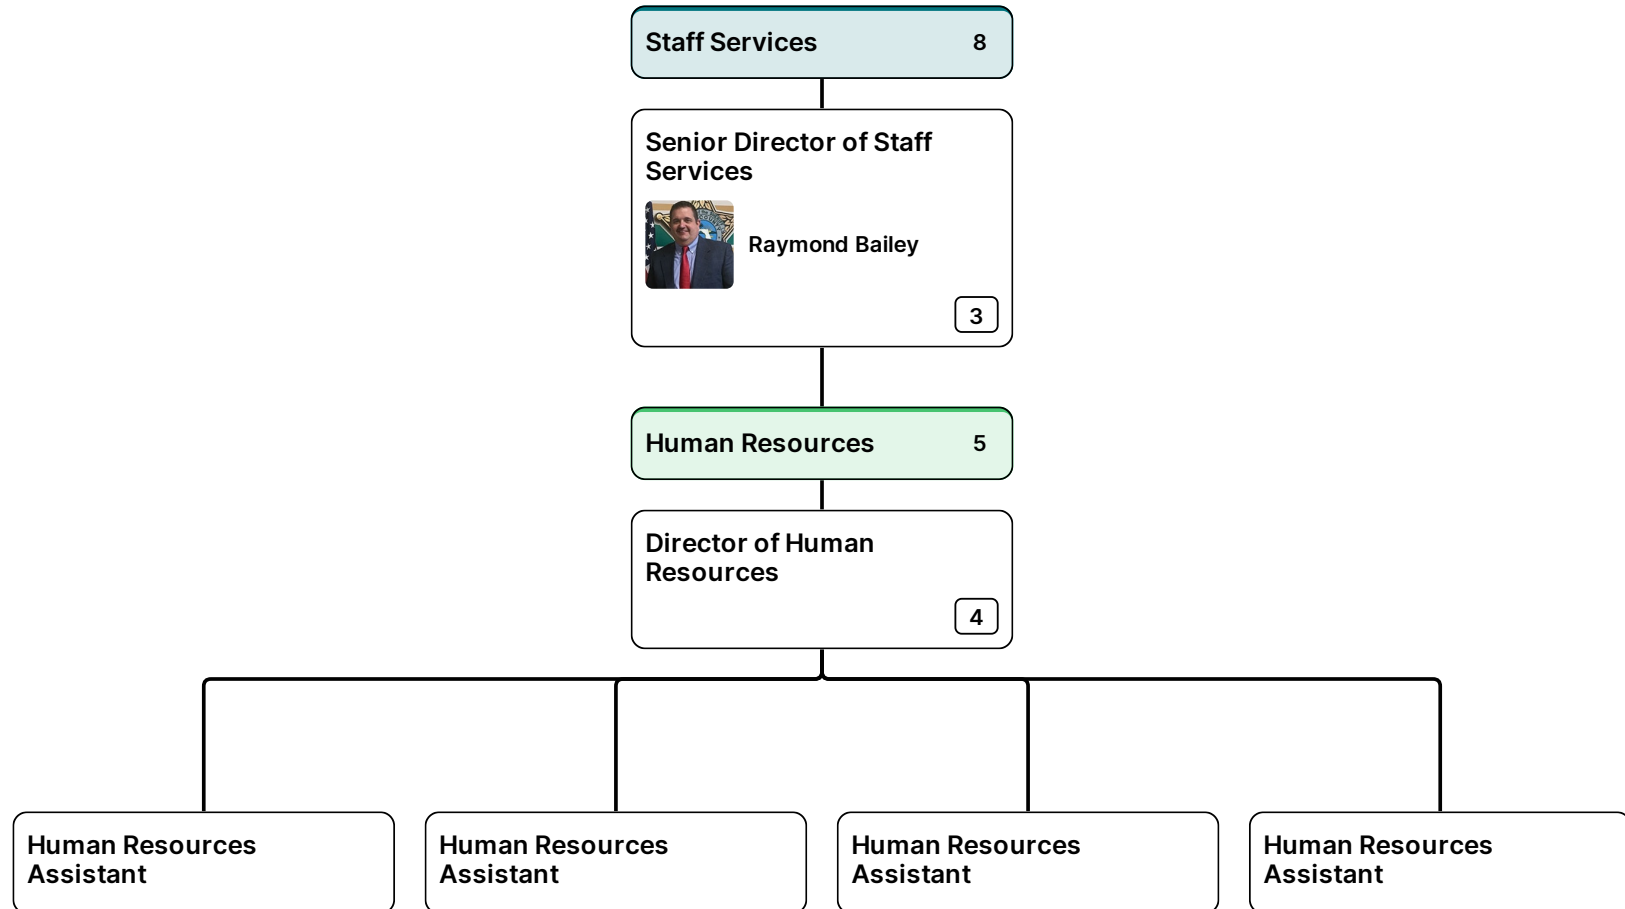 Staff Services 8
Senior Director of Staff
Services
Raymond Bailey
3
Human Resources 5
Director of Human
Resources
4
Human Resources
Assistant
Human Resources
Assistant
Human Resources
Assistant
Human Resources
Assistant